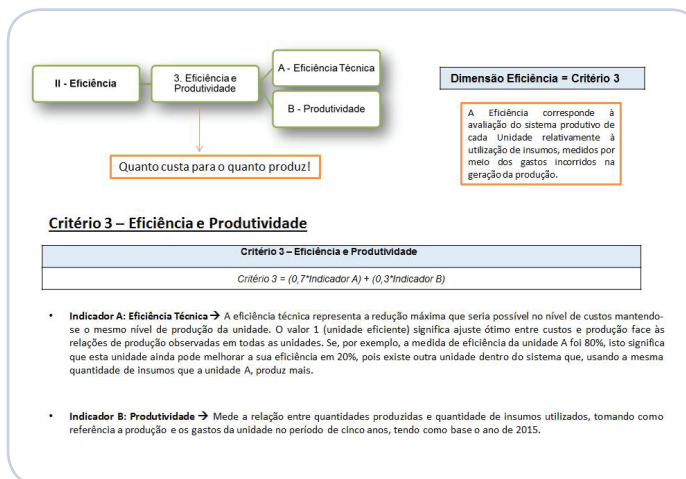 II - Eficiência
3. Eficiência e
Produtividade
A - Eficiência Técnica
B - Produtividade
Quanto custa para o quanto produz!
Dimensão Eficiência = Critério 3
A Eficiência corresponde à
avaliação do sistema produtivo de
cada Unidade relativamente à
utilização de insumos, medidos por
meio dos gastos incorridos na
geração da produção.
Critério 3 – Eficiência e Produtividade
Critério 3 – Eficiência e Produtividade
Critério 3 = (0,7*Indicador A) + (0,3*Indicador B)
• Indicador A: Eficiência Técnica → A eficiência técnica representa a redução máxima que seria possível no nível de custos mantendo-
se o mesmo nível de produção da unidade. O valor 1 (unidade eficiente) significa ajuste ótimo entre custos e produção face às
relações de produção observadas em todas as unidades. Se, por exemplo, a medida de eficiência da unidade A foi 80%, isto significa
que esta unidade ainda pode melhorar a sua eficiência em 20%, pois existe outra unidade dentro do sistema que, usando a mesma
quantidade de insumos que a unidade A, produz mais.
• Indicador B: Produtividade → Mede a relação entre quantidades produzidas e quantidade de insumos utilizados, tomando como
referência a produção e os gastos da unidade no período de cinco anos, tendo como base o ano de 2015.